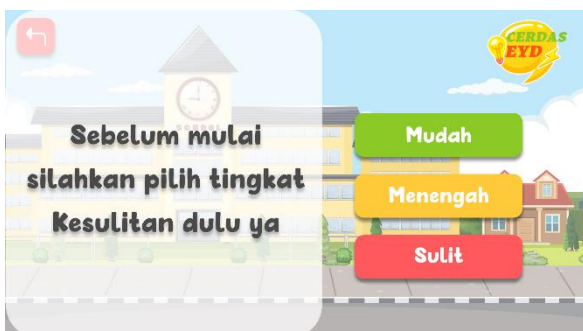 CERDAS
EYD
Sebelum mulai
silahkan pilih tingkat
Kesulitan dulu ya
Mudah
Menengah
Sulit